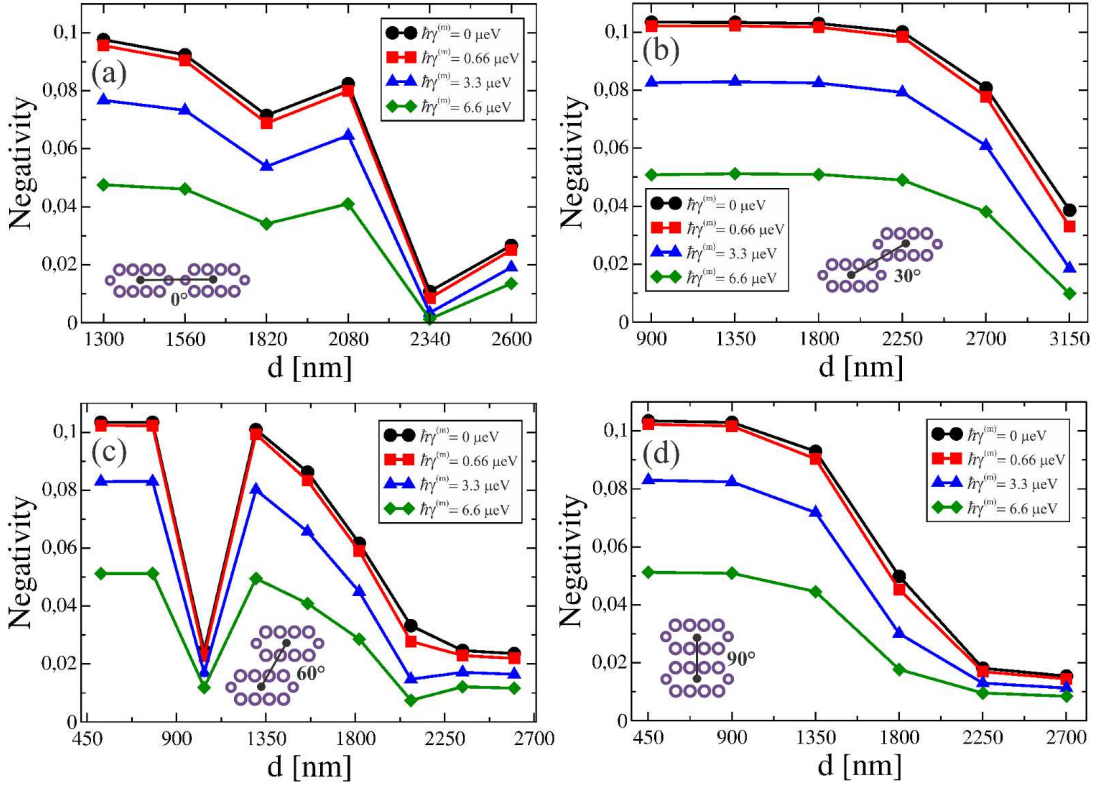 0,1
0,08
0,06
0,04
0,02
0
Negativity
(a)
ℏγ⁽ᵐ⁾= 0 μeV
ℏγ⁽ᵐ⁾= 0.66 μeV
ℏγ⁽ᵐ⁾= 3.3 μeV
ℏγ⁽ᵐ⁾= 6.6 μeV
0°
1300 1560 1820 2080 2340 2600
d [nm]
0,1
0,08
0,06
0,04
0,02
0
Negativity
(b)
ℏγ⁽ᵐ⁾= 0 μeV
ℏγ⁽ᵐ⁾= 0.66 μeV
ℏγ⁽ᵐ⁾= 3.3 μeV
ℏγ⁽ᵐ⁾= 6.6 μeV
30°
900 1350 1800 2250 2700 3150
d [nm]
0,1
0,08
0,06
0,04
0,02
0
Negativity
(c)
ℏγ⁽ᵐ⁾= 0 μeV
ℏγ⁽ᵐ⁾= 0.66 μeV
ℏγ⁽ᵐ⁾= 3.3 μeV
ℏγ⁽ᵐ⁾= 6.6 μeV
60°
450 900 1350 1800 2250 2700
d [nm]
0,1
0,08
0,06
0,04
0,02
0
Negativity
(d)
ℏγ⁽ᵐ⁾= 0 μeV
ℏγ⁽ᵐ⁾= 0.66 μeV
ℏγ⁽ᵐ⁾= 3.3 μeV
ℏγ⁽ᵐ⁾= 6.6 μeV
90°
450 900 1350 1800 2250 2700
d [nm]